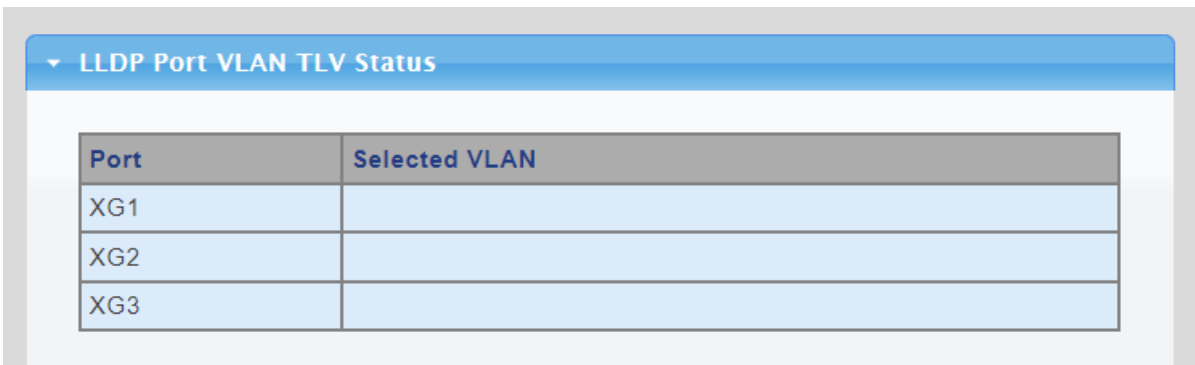 LLDP Port VLAN TLV Status
Port Selected VLAN
XG1
XG2
XG3